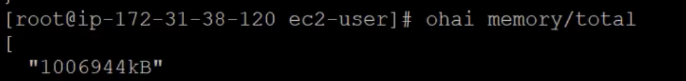 [root@ip-172-31-38-120 ec2-user]# ohai memory/total
[
"1006944kB"